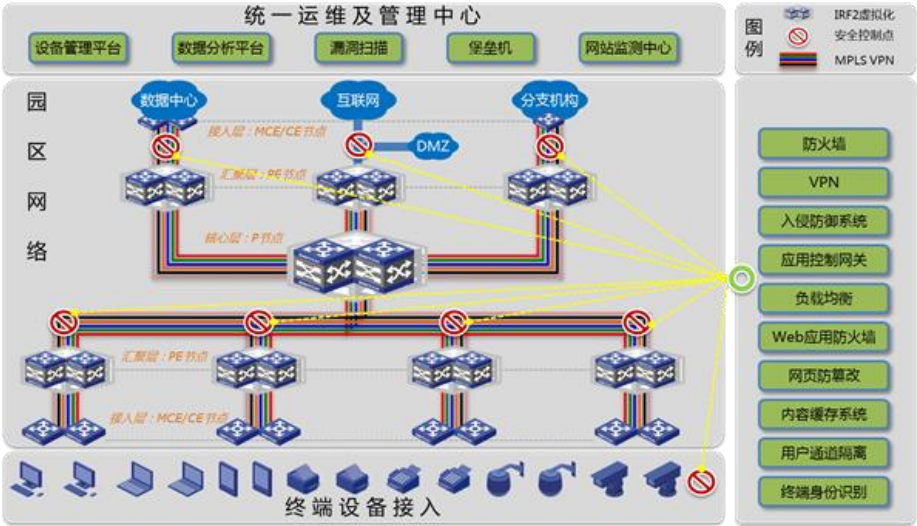 统一运维及管理中心
设备管理平台
数据分析平台
漏洞扫描
堡垒机
网站监测中心
图例
IRF2虚拟化
安全控制点
MPLS VPN
园区网络
数据中心
互联网
分支机构
接入层：MCE/CE节点
DMZ
汇聚层：PE节点
核心层：P节点
汇聚层：PE节点
接入层：MCE/CE节点
终端设备接入
防火墙
VPN
入侵防御系统
应用控制网关
负载均衡
Web应用防火墙
网页防篡改
内容缓存系统
用户通道隔离
终端身份识别